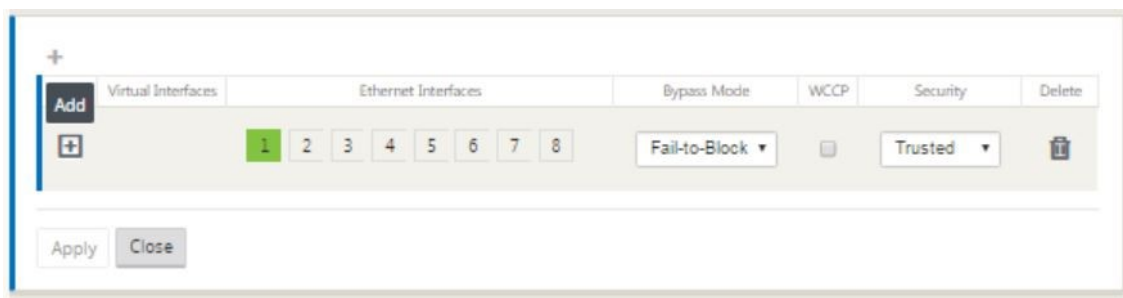 +
Add Virtual Interfaces Ethernet Interfaces Bypass Mode WCCP Security Delete
1 2 3 4 5 6 7 8 Fail-to-Block Trusted
Apply Close